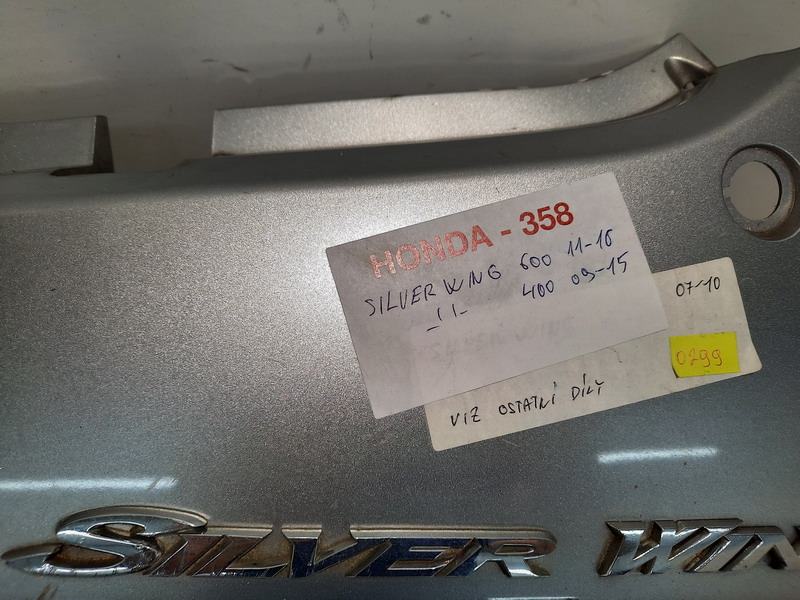 HONDA - 358
SILVER WING 600 11-16
-11- 400 09-15
07-10
0299
VIZ OSTATNÍ DÍLY
SILVER WIN